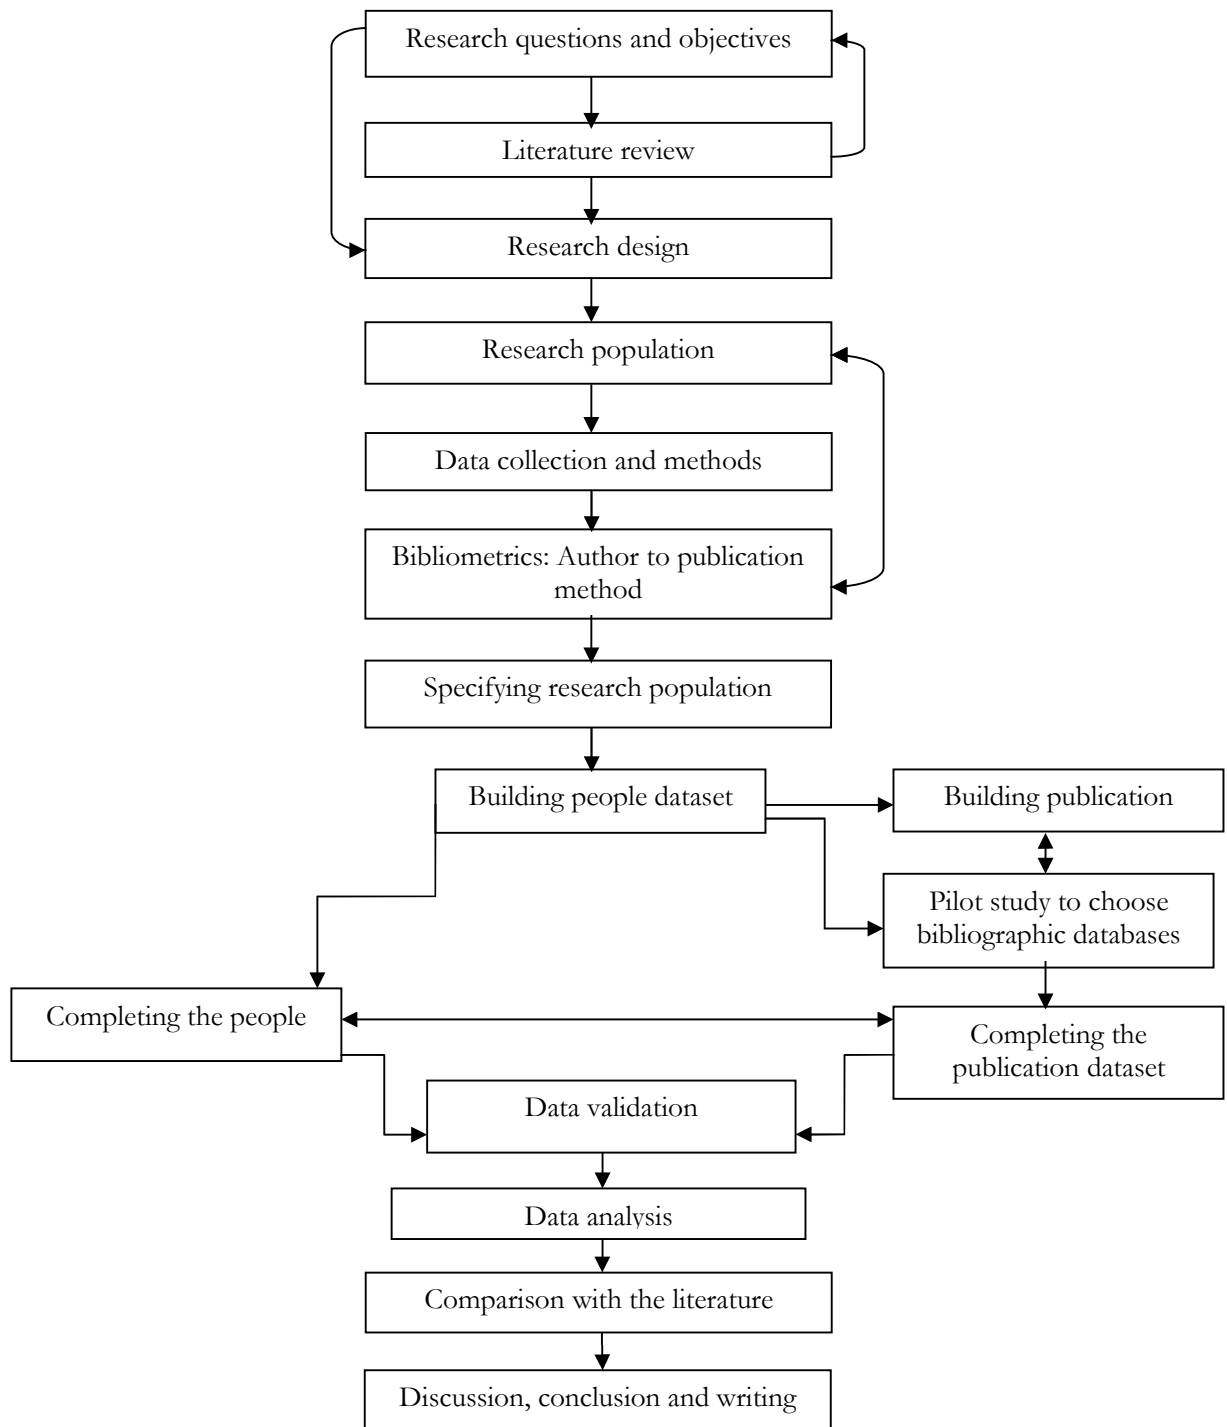 Research questions and objectives
Literature review
Research design
Research population
Data collection and methods
Bibliometrics: Author to publication
method
Specifying research population
Building people dataset
Building publication
Pilot study to choose
bibliographic databases
Completing the people
Completing the
publication dataset
Data validation
Data analysis
Comparison with the literature
Discussion, conclusion and writing